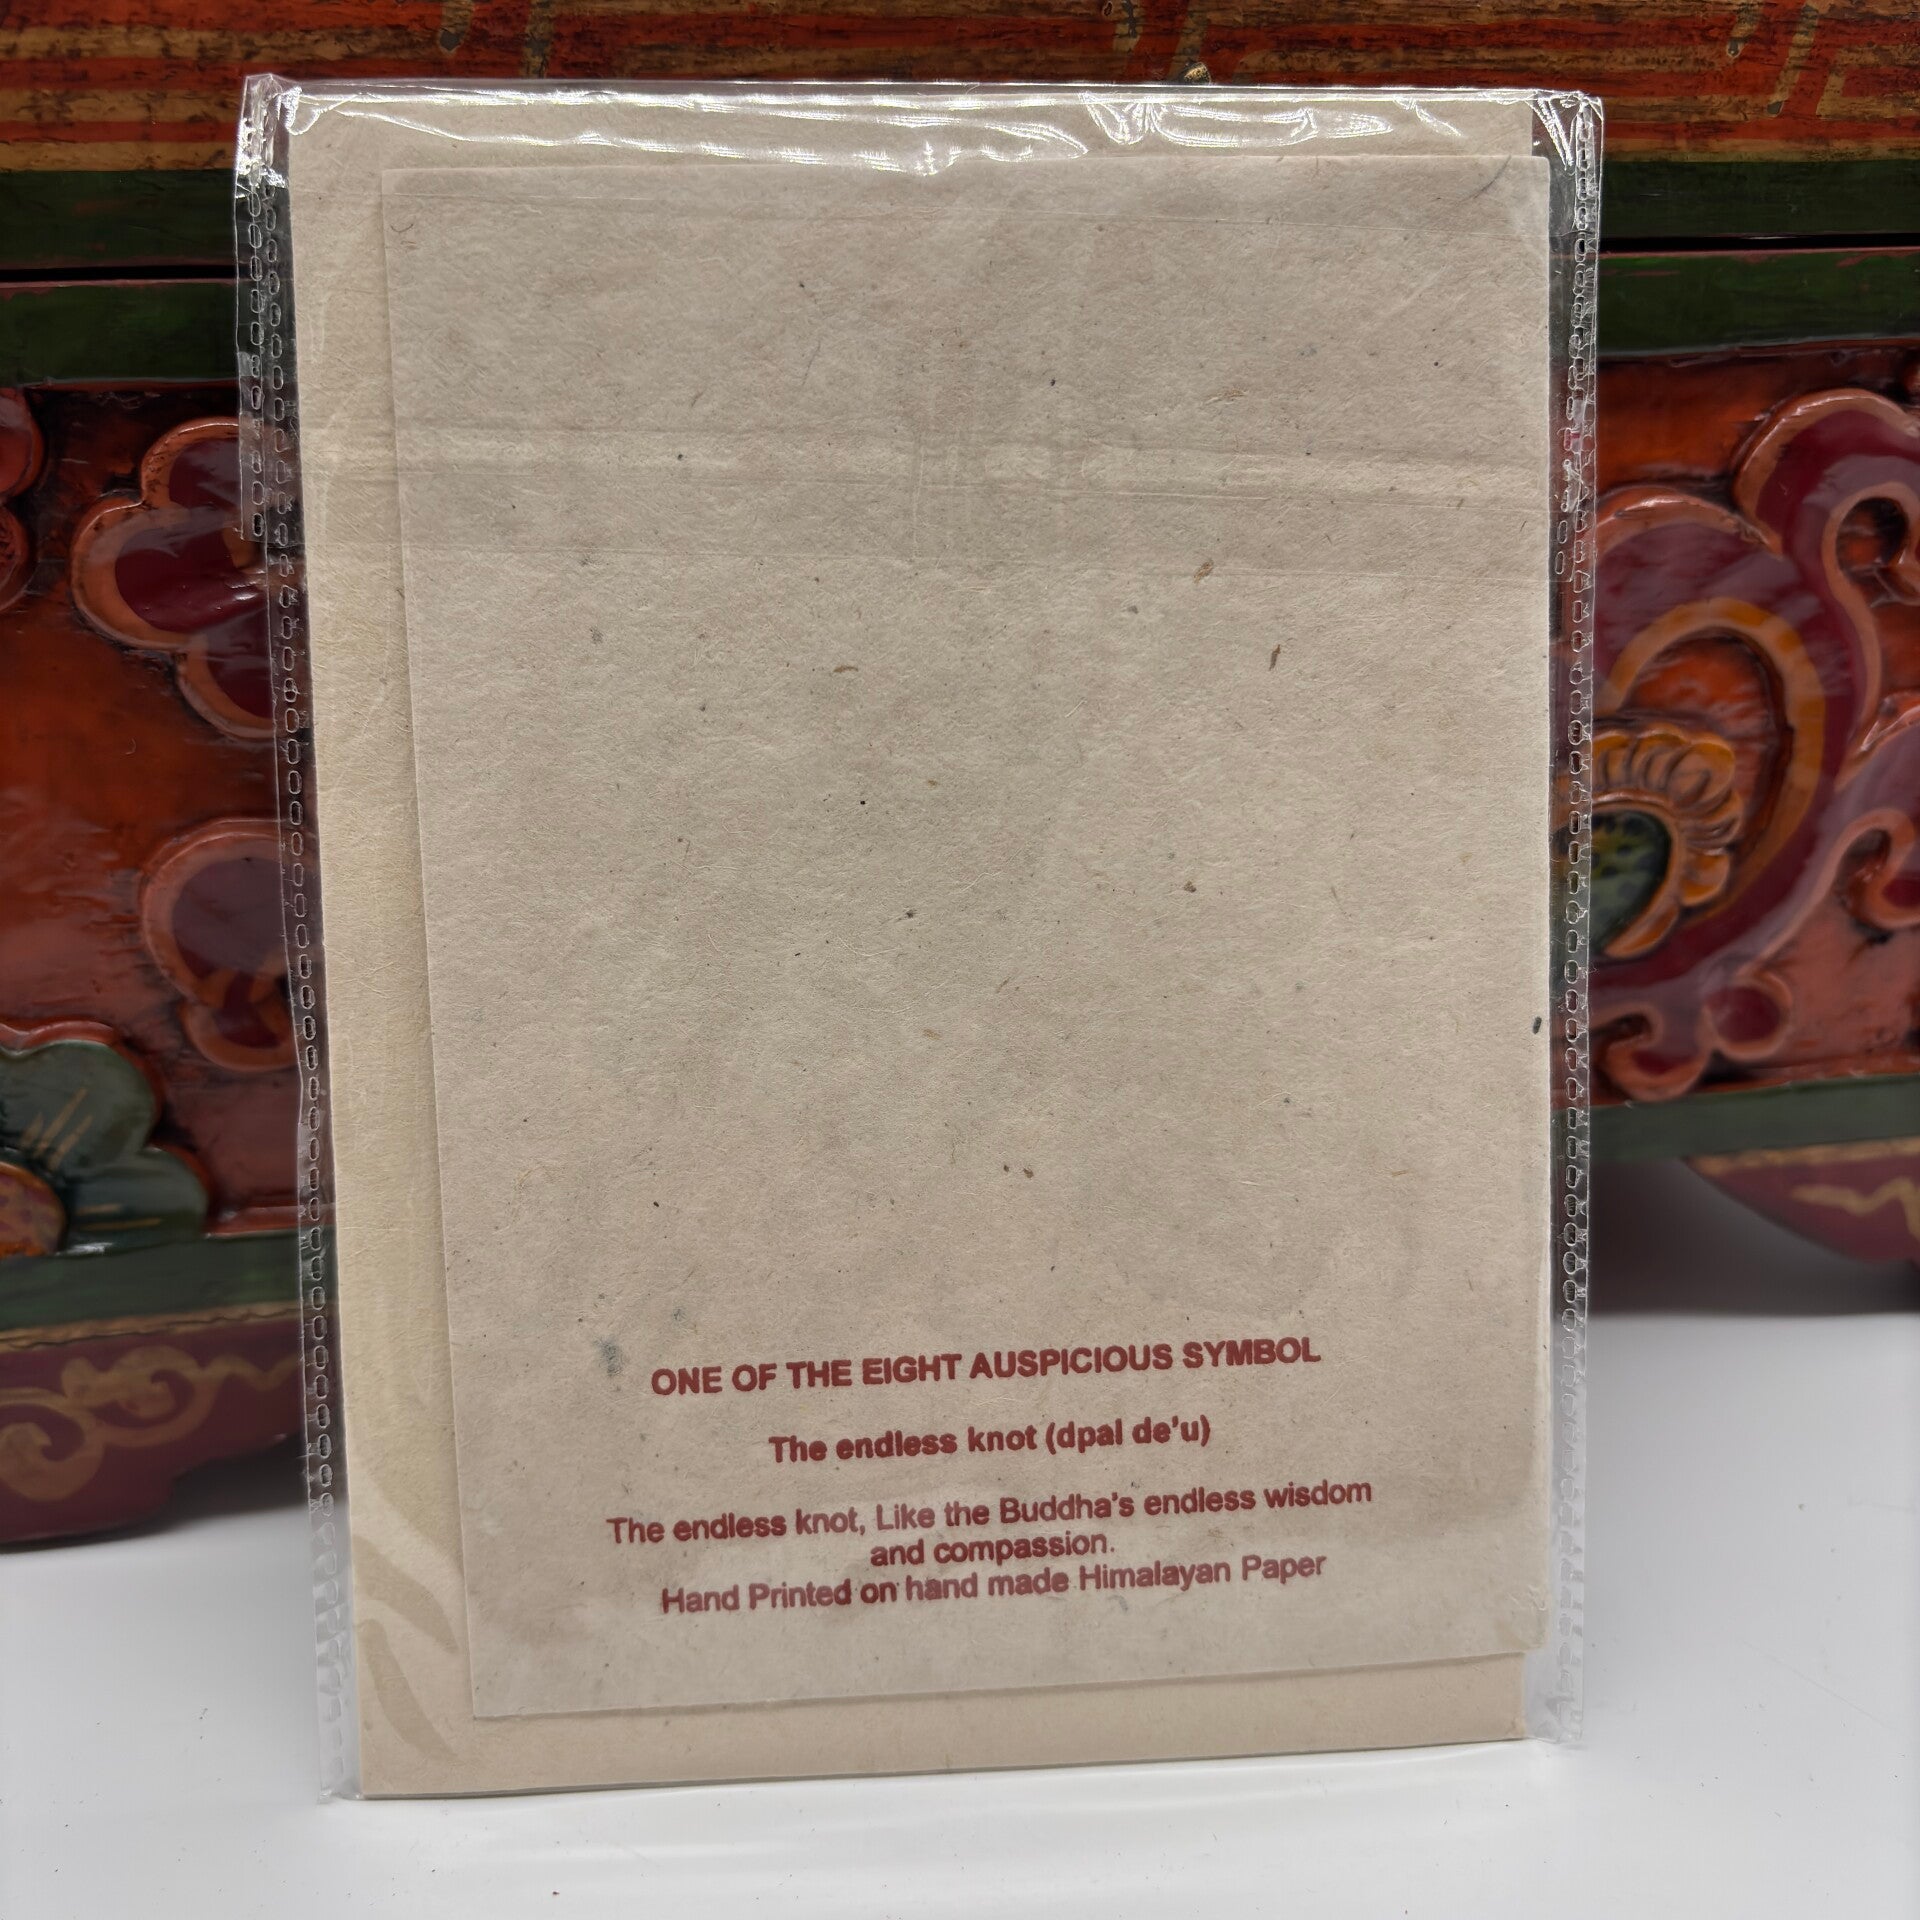 ONE OF THE EIGHT AUSPICIOUS SYMBOL
The endless knot (dpal de'u)
The endless knot, Like the Buddha's endless wisdom
and compassion.
Hand Printed on hand made Himalayan Paper